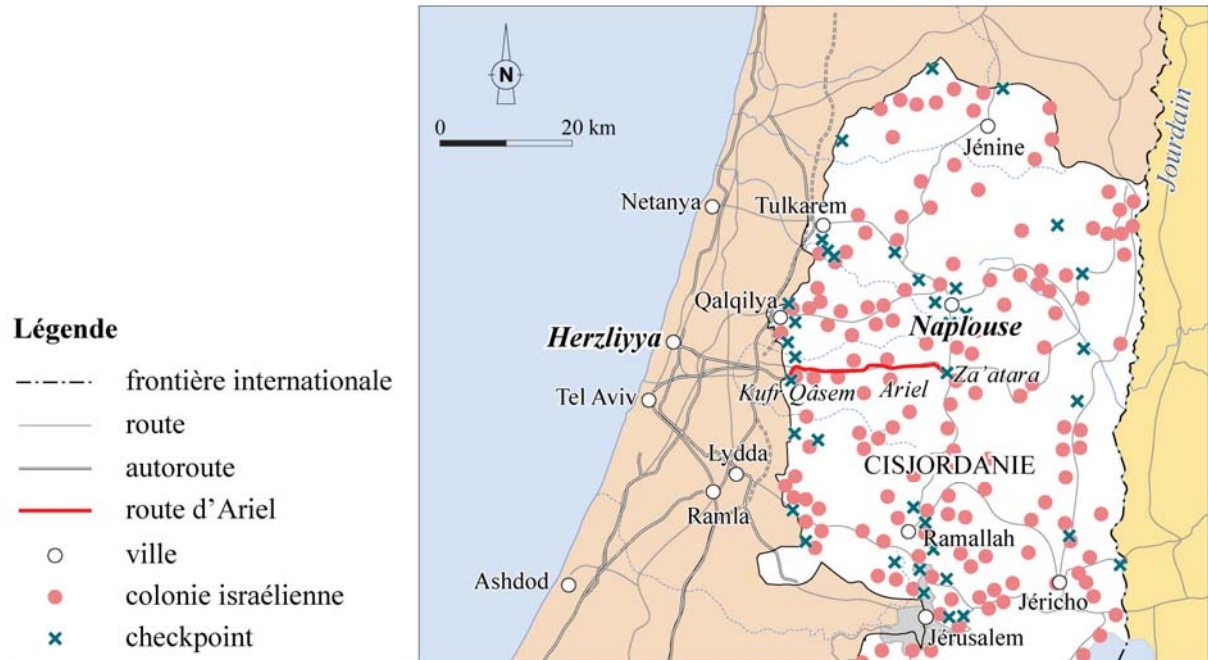 Légende
frontière internationale
route
autoroute
route d’Ariel
ville
colonie israélienne
checkpoint
N
0 20 km
Jourdain
Jénine
Netanya
Tulkarem
Qalqilya
Naplouse
Herzliyya
Kufr Qâsem
Ariel
Za’atara
Tel Aviv
Lydda
CISJORDANIE
Ramla
Ramallah
Ashdod
Jéricho
Jérusalem